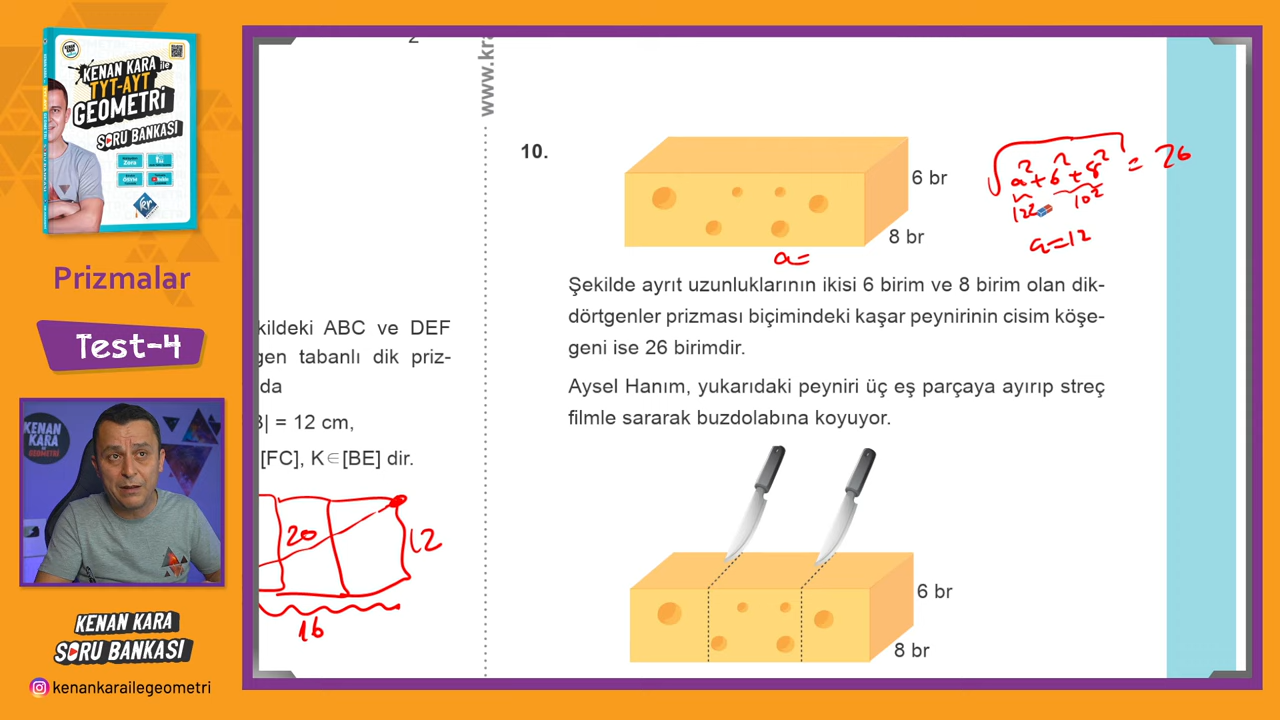 KENAN KARA ile
TYT-AYT
GEOMETRİ
SORU BANKASI
Prizmalar
Test-4
KENAN
KARA
KENAN KARA
SORU BANKASI
kenankarailegeometri
2
www.kra
kildeki ABC ve DEF
gen tabanlı dik priz-
da
3| = 12 cm,
[FC], K∈[BE] dir.
20
12
16
10.
6 br
8 br
a=
√a²+6²+8² = 26
12² 10²
a=12
Şekilde ayrıt uzunluklarının ikisi 6 birim ve 8 birim olan dik-
dörtgenler prizması biçimindeki kaşar peynirinin cisim köşe-
geni ise 26 birimdir.
Aysel Hanım, yukarıdaki peyniri üç eş parçaya ayırıp streç
filmle sararak buzdolabına koyuyor.
6 br
8 br